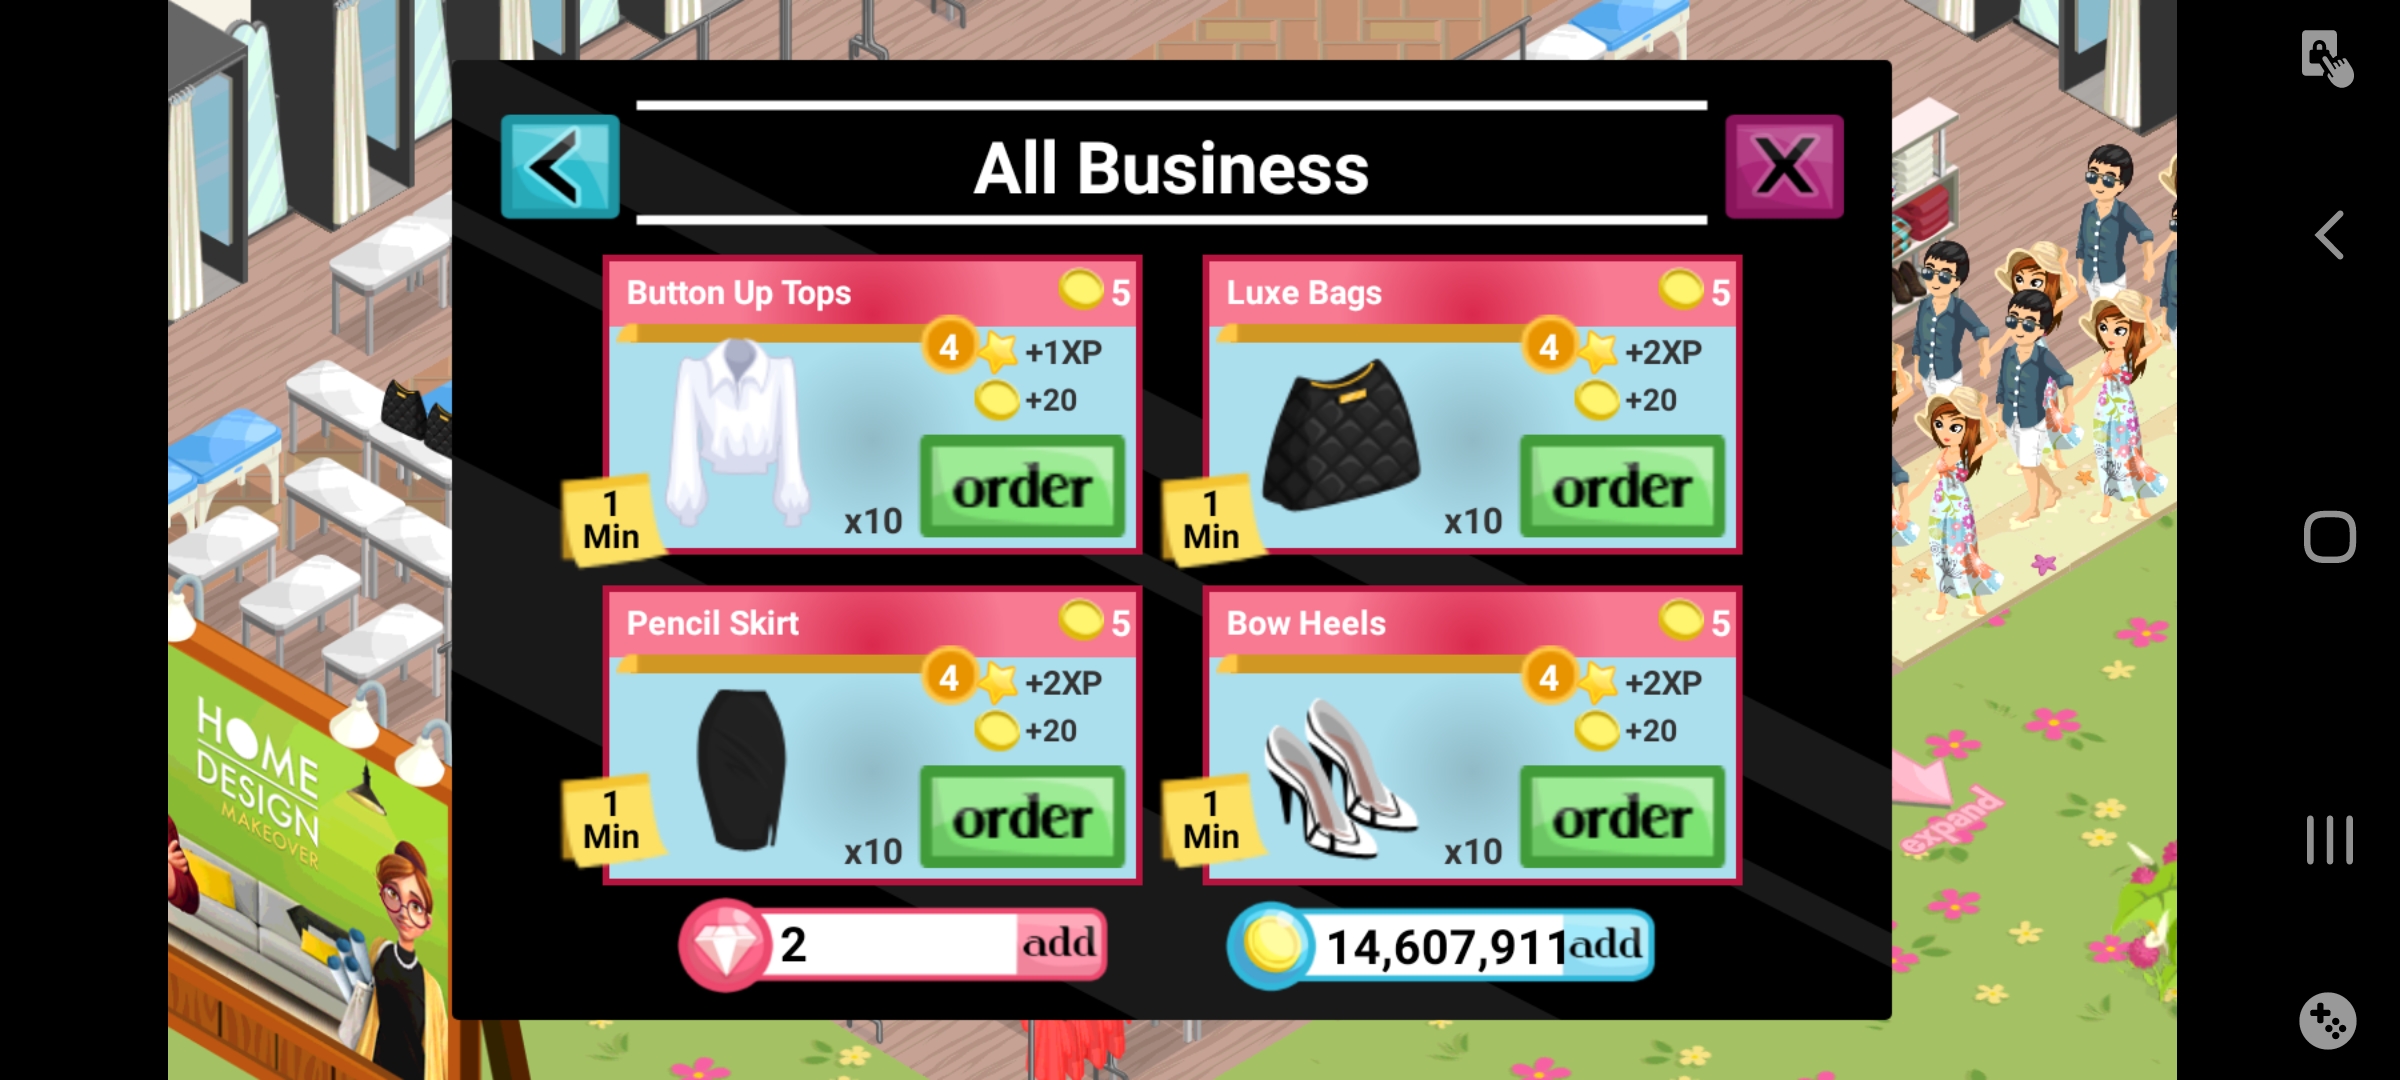 All Business
Button Up Tops
5
4
+1XP
+20
order
1
Min
x10
Luxe Bags
5
4
+2XP
+20
order
1
Min
x10
Pencil Skirt
5
4
+2XP
+20
order
1
Min
x10
Bow Heels
5
4
+2XP
+20
order
1
Min
x10
2
add
14,607,911
add
HOME
DESIGN
MAKEOVER
expand